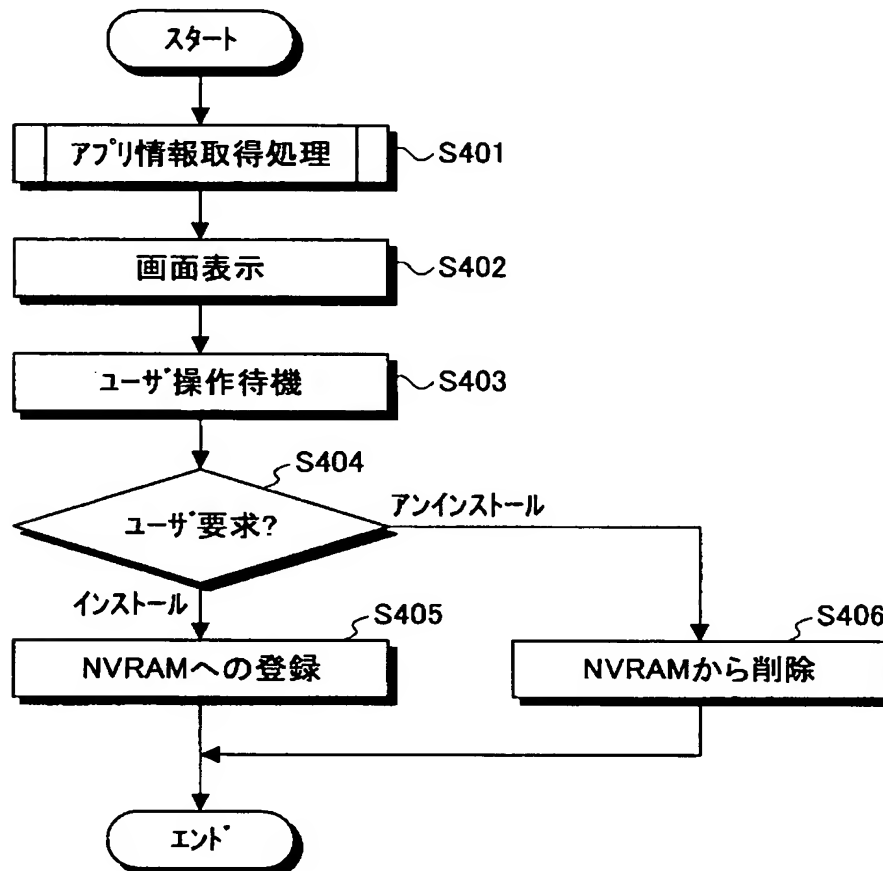 スタート
アプリ情報取得処理
S401
画面表示
S402
ユーザ操作待機
S403
S404
ユーザ要求?
アンインストール
インストール
S405
NVRAMへの登録
S406
NVRAMから削除
エンド